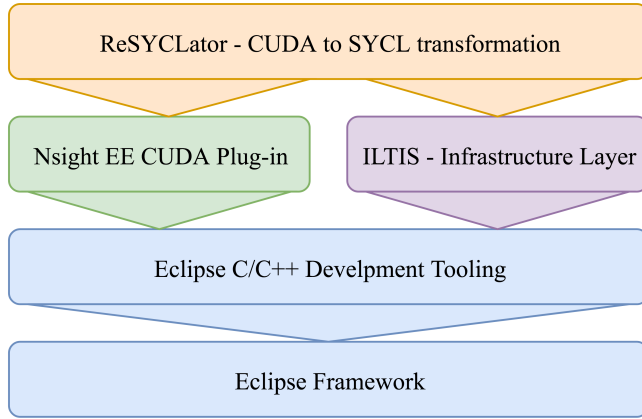 ReSYCLator - CUDA to SYCL transformation
Nsight EE CUDA Plug-in
ILTIS - Infrastructure Layer
Eclipse C/C++ Develpment Tooling
Eclipse Framework